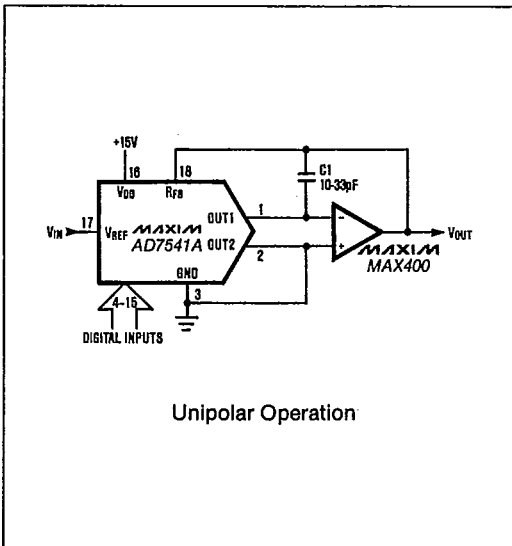 +15V
16
18
VDD
RFB
C1
10-33pF
17
VIN
VREF
MAXIM
AD7541A
OUT1
1
OUT2
2
GND
3
4-15
DIGITAL INPUTS
-
+
VOUT
MAXIM
MAX400
Unipolar Operation